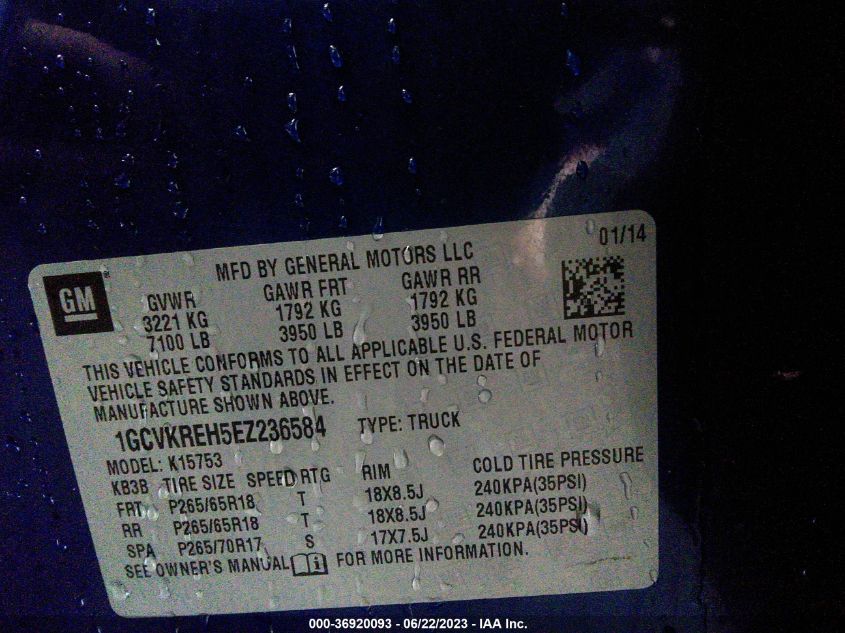 01/14
MFD BY GENERAL MOTORS LLC
GM
GVWR GAWR FRT GAWR RR
3221 KG 1792 KG 1792 KG
7100 LB 3950 LB 3950 LB
THIS VEHICLE CONFORMS TO ALL APPLICABLE U.S. FEDERAL MOTOR
VEHICLE SAFETY STANDARDS IN EFFECT ON THE DATE OF
MANUFACTURE SHOWN ABOVE.
1GCVKREH5EZ236584 TYPE: TRUCK
MODEL: K15753
KB3B TIRE SIZE SPEED RTG RIM COLD TIRE PRESSURE
FRT P265/65R18 T 18X8.5J 240KPA(35PSI)
RR P265/65R18 T 18X8.5J 240KPA(35PSI)
SPA P265/70R17 S 17X7.5J 240KPA(35PSI)
SEE OWNER'S MANUAL FOR MORE INFORMATION.
000-36920093 - 06/22/2023 - IAA Inc.